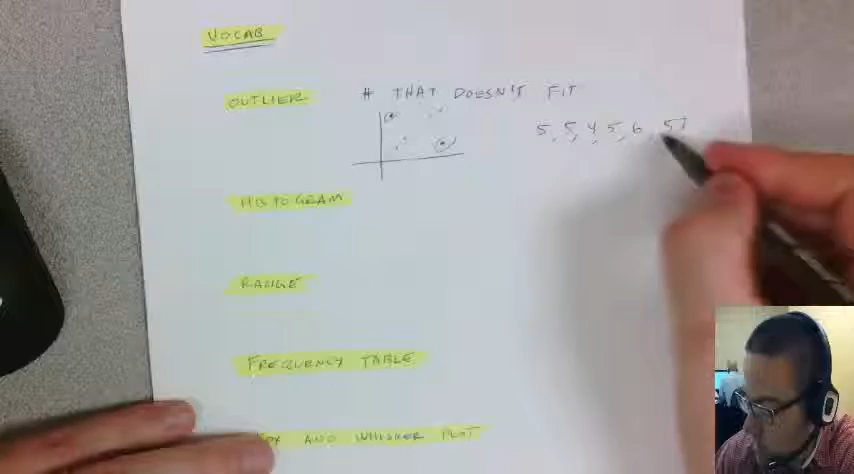 VOCAB
OUTLIER # THAT DOESN'T FIT
5, 5, 4, 5, 6, 57
HISTOGRAM
RANGE
FREQUENCY TABLE
AND WHISKER PLOT